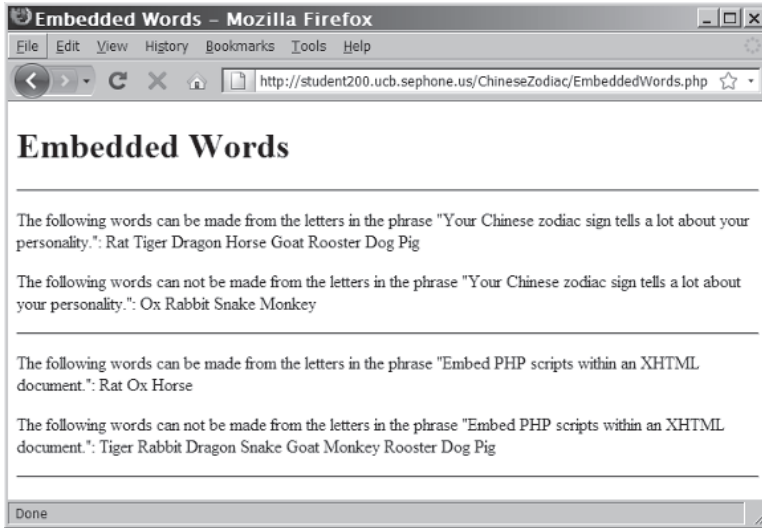 Embedded Words – Mozilla Firefox
File Edit View History Bookmarks Tools Help
http://student200.ucb.sephone.us/ChineseZodiac/EmbeddedWords.php
Embedded Words
The following words can be made from the letters in the phrase "Your Chinese zodiac sign tells a lot about your
personality.": Rat Tiger Dragon Horse Goat Rooster Dog Pig
The following words can not be made from the letters in the phrase "Your Chinese zodiac sign tells a lot about
your personality.": Ox Rabbit Snake Monkey
The following words can be made from the letters in the phrase "Embed PHP scripts within an XHTML
document.": Rat Ox Horse
The following words can not be made from the letters in the phrase "Embed PHP scripts within an XHTML
document.": Tiger Rabbit Dragon Snake Goat Monkey Rooster Dog Pig
Done